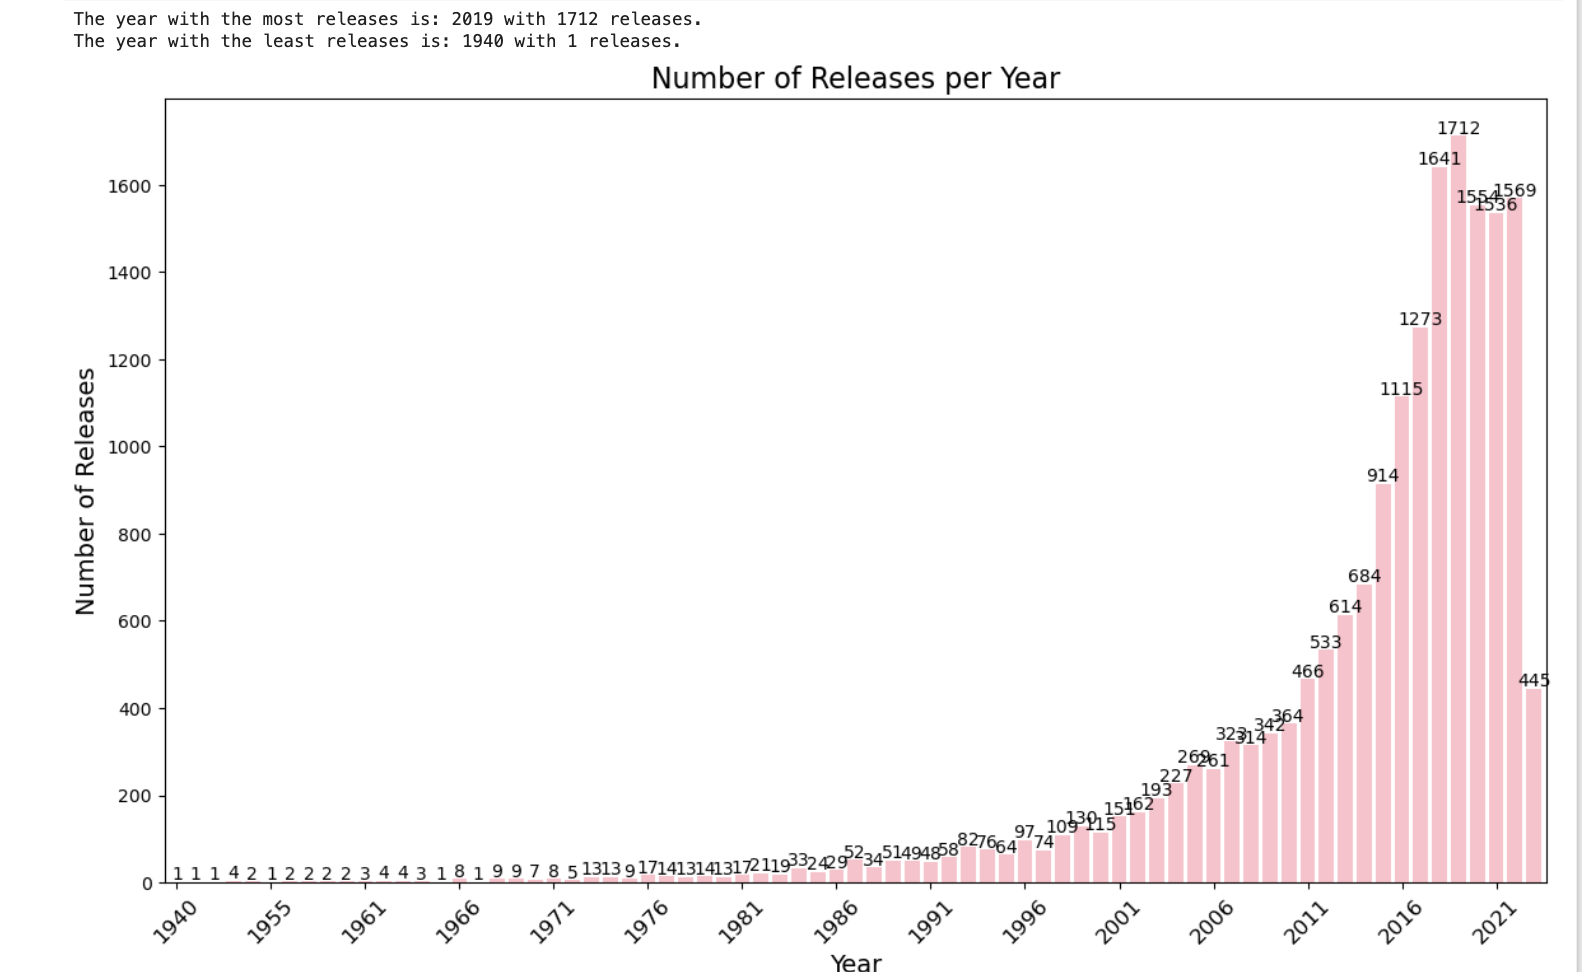 The year with the most releases is: 2019 with 1712 releases.
The year with the least releases is: 1940 with 1 releases.
Number of Releases per Year
Number of Releases
1600
1400
1200
1000
800
600
400
200
0
1 1 1 4 2 1 2 2 2 2 3 4 4 3 1 8 1 9 9 7 8 5 13 13 9 17 14 13 14 13 17 21 19 33 24 29 52 34 51 49 48 58 82 76 64 97 74 109 130 115 151 162 193 227 269 261 323 314 342 364 466 533 614 684 914 1115 1273 1641 1712 1554 1536 1569 445
1940 1955 1961 1966 1971 1976 1981 1986 1991 1996 2001 2006 2011 2016 2021
Year